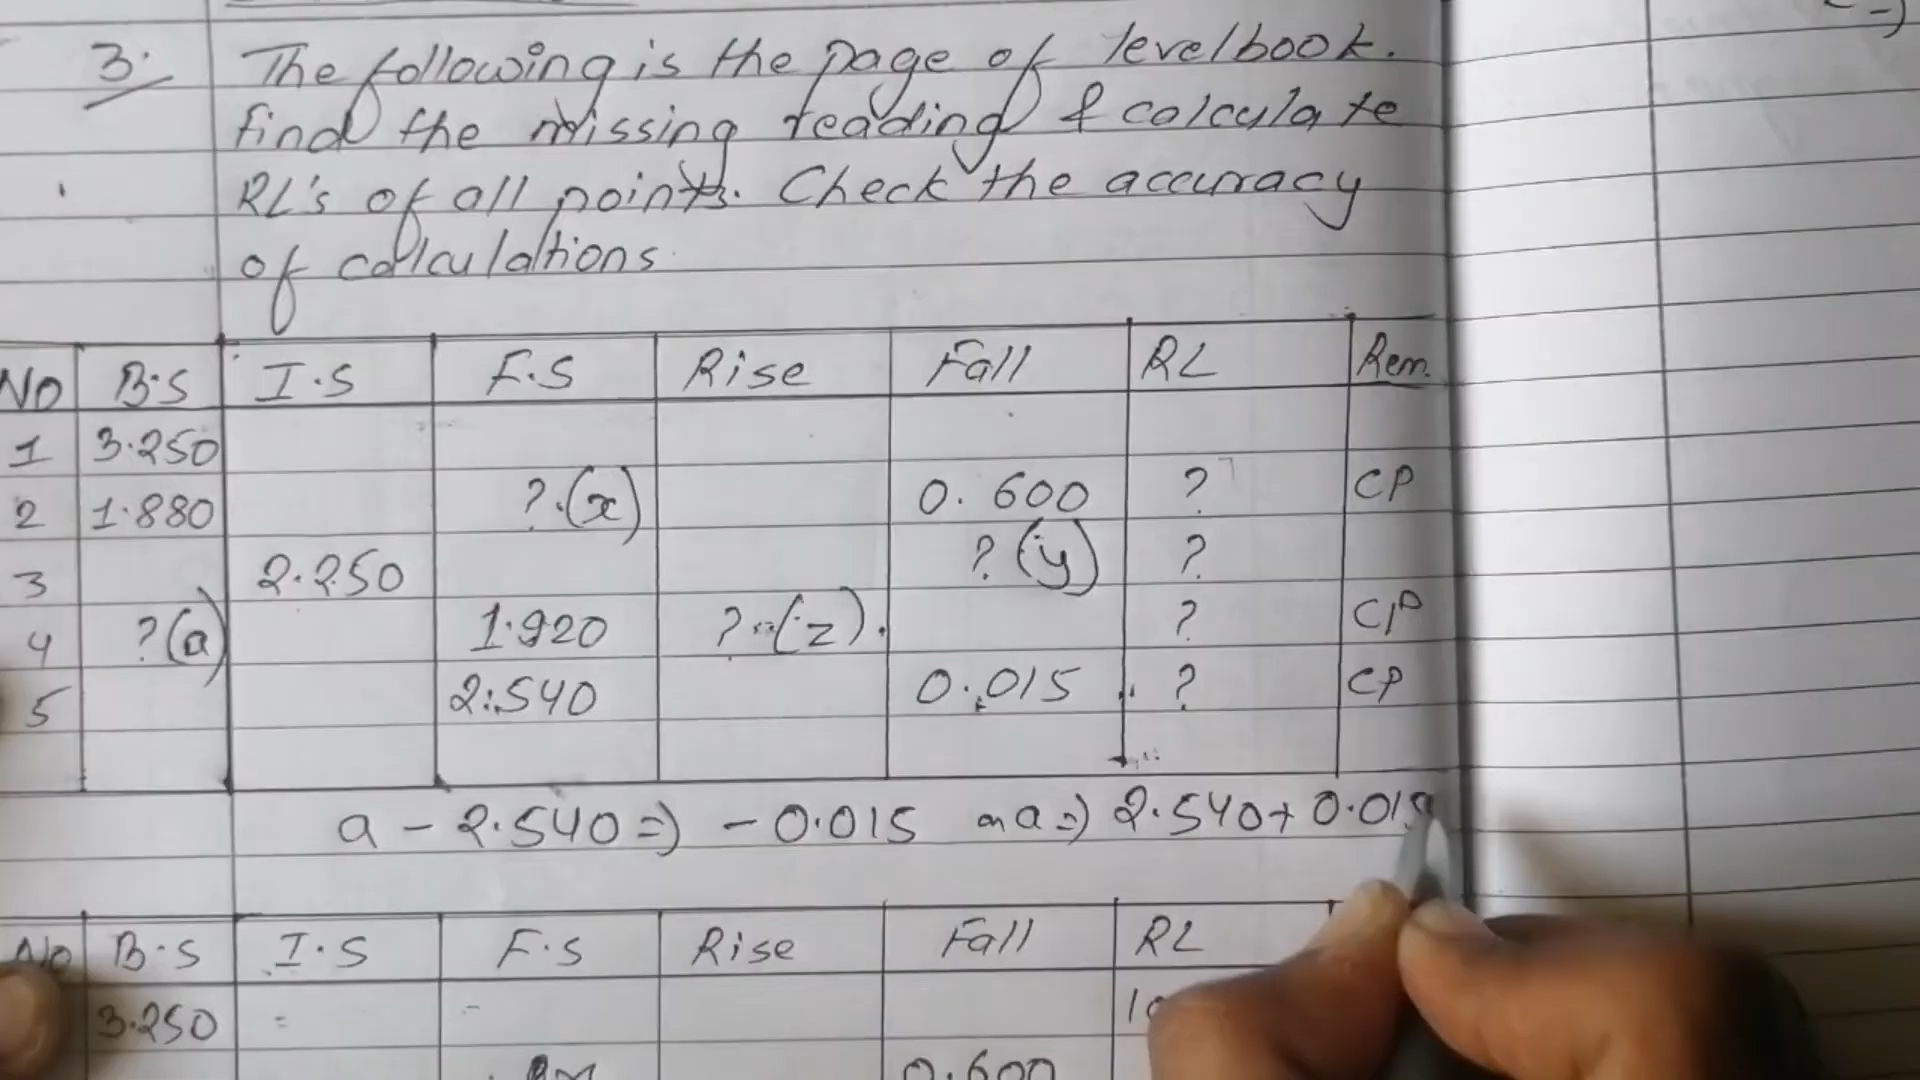 3.
The following is the page of levelbook.
find the missing reading & calculate
RL's of all points. Check the accuracy
of calculations.
NO B.S I.S F.S Rise Fall RL Rem.
1 3.250
2 1.880 ?.(x) 0.600 ? CP
3 2.250 ?(y) ?
4 ?(a) 1.920 ?-(z). ? CP
5 2.540 0.015 ? CP
a - 2.540 => - 0.015 a => 2.540+ 0.015
No B.S I.S F.S Rise Fall RL
3.250 =
0.600